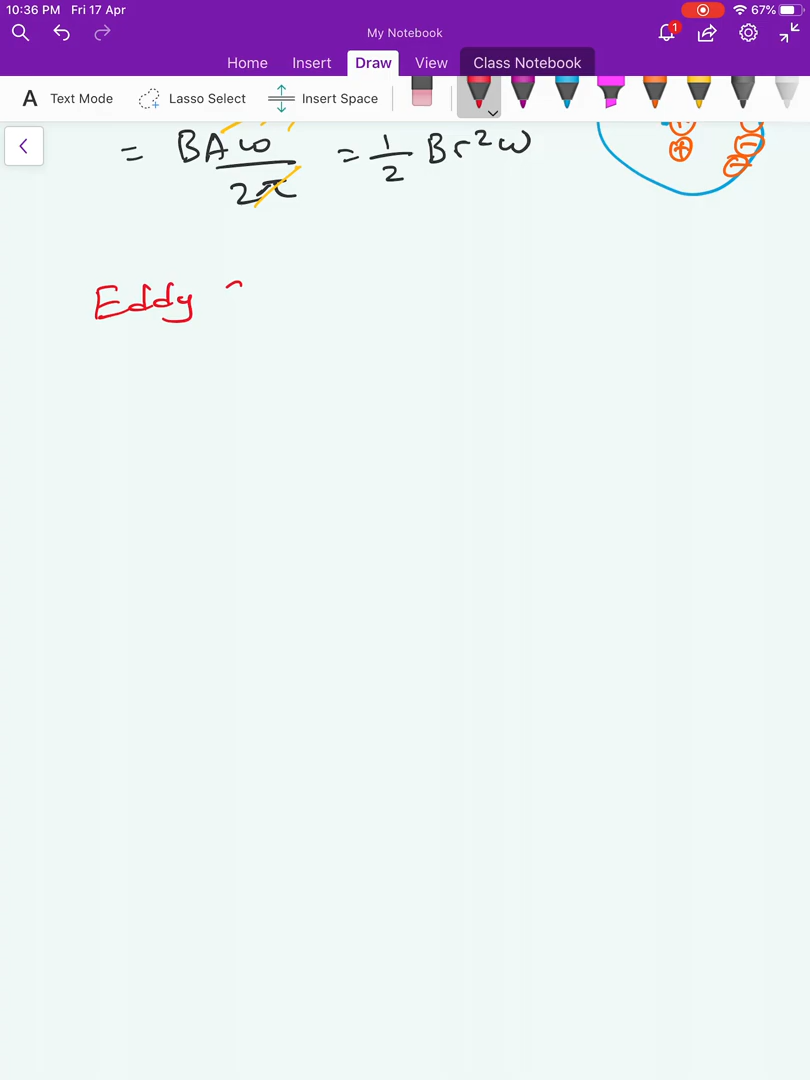 10:36 PM Fri 17 Apr 67%
My Notebook 1
Home Insert Draw View Class Notebook
A Text Mode Lasso Select Insert Space
= BAω/2π = 1/2 Br²ω
Eddy